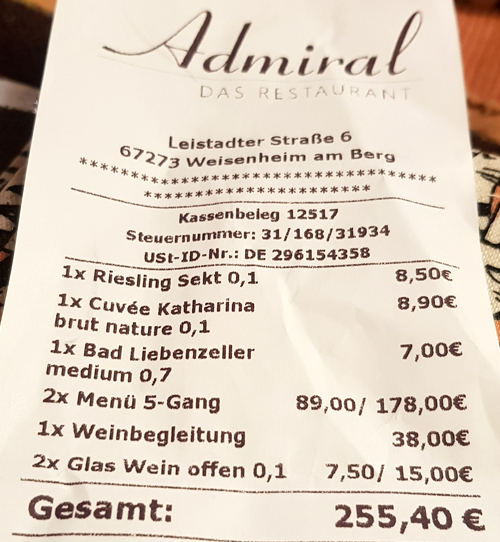 Admiral
DAS RESTAURANT
Leistadter Straße 6
67273 Weisenheim am Berg
***********************************
**********************
Kassenbeleg 12517
Steuernummer: 31/168/31934
USt-ID-Nr.: DE 296154358
1x Riesling Sekt 0,1 8,50€
1x Cuvée Katharina 8,90€
brut nature 0,1
1x Bad Liebenzeller 7,00€
medium 0,7
2x Menü 5-Gang 89,00/ 178,00€
1x Weinbegleitung 38,00€
2x Glas Wein offen 0,1 7,50/ 15,00€
Gesamt: 255,40 €